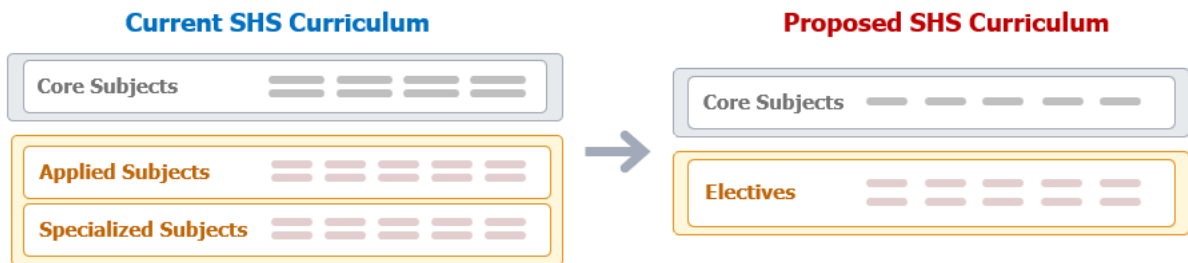 Current SHS Curriculum
Core Subjects
Applied Subjects
Specialized Subjects
Proposed SHS Curriculum
Core Subjects
Electives